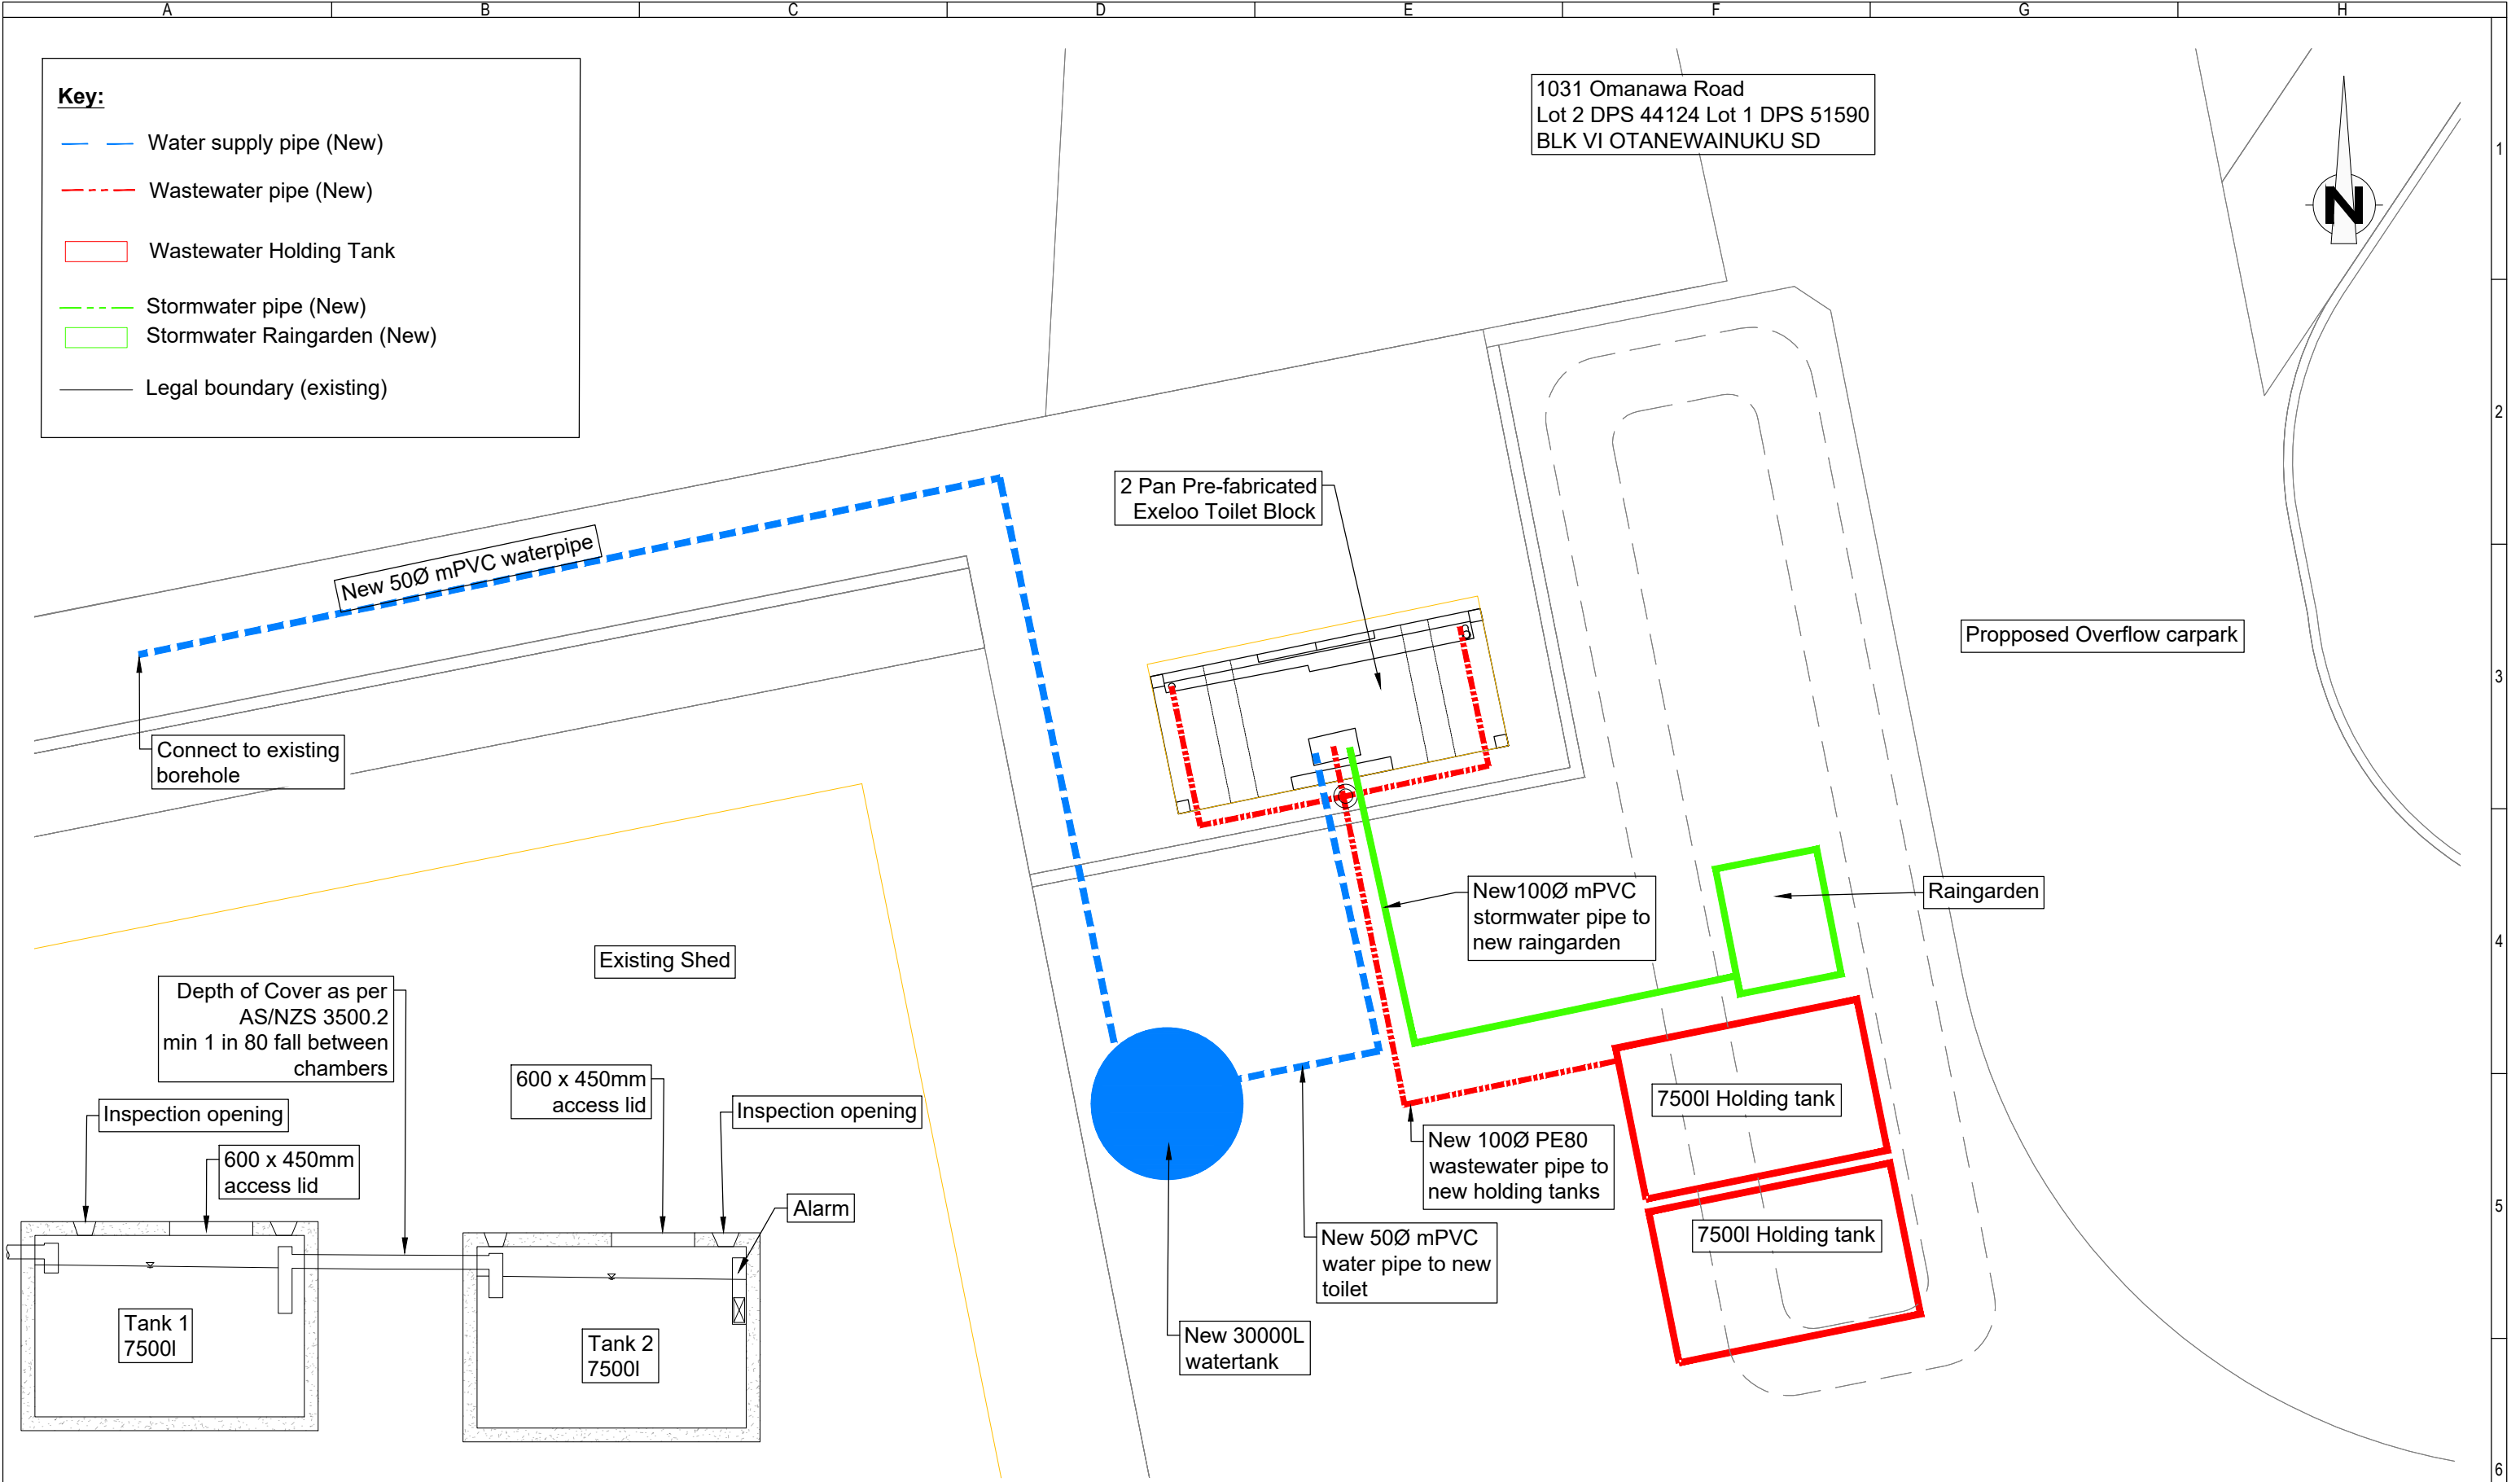 A B C D E F G H
Key:
Water supply pipe (New)
Wastewater pipe (New)
Wastewater Holding Tank
Stormwater pipe (New)
Stormwater Raingarden (New)
Legal boundary (existing)
1031 Omanawa Road
Lot 2 DPS 44124 Lot 1 DPS 51590
BLK VI OTANEWAINUKU SD
N
1
2
2 Pan Pre-fabricated
Exeloo Toilet Block
New 50Ø mPVC waterpipe
Propposed Overflow carpark
3
Connect to existing
borehole
New100Ø mPVC
stormwater pipe to
new raingarden
Raingarden
4
Existing Shed
Depth of Cover as per
AS/NZS 3500.2
min 1 in 80 fall between
chambers
600 x 450mm
access lid
Inspection opening
Inspection opening
600 x 450mm
access lid
Alarm
7500l Holding tank
New 100Ø PE80
wastewater pipe to
new holding tanks
5
7500l Holding tank
New 50Ø mPVC
water pipe to new
toilet
New 30000L
watertank
Tank 1
7500l
Tank 2
7500l
6